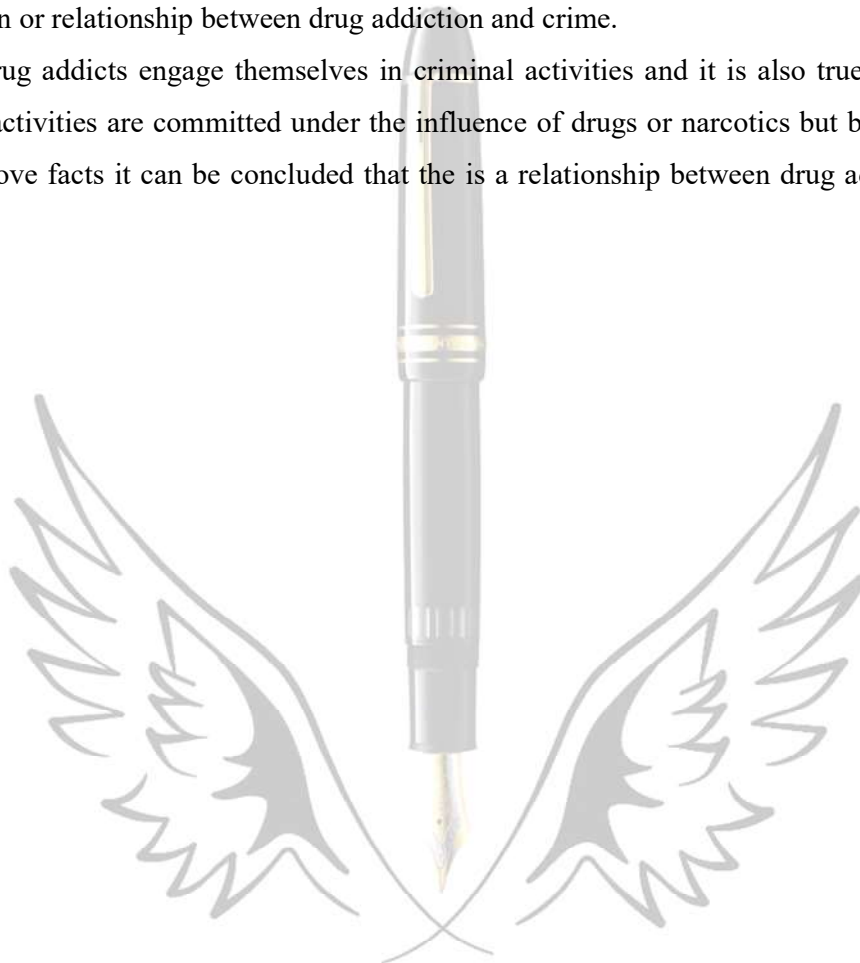 n or relationship between drug addiction and crime.
rug addicts engage themselves in criminal activities and it is also true
activities are committed under the influence of drugs or narcotics but b
ove facts it can be concluded that the is a relationship between drug a